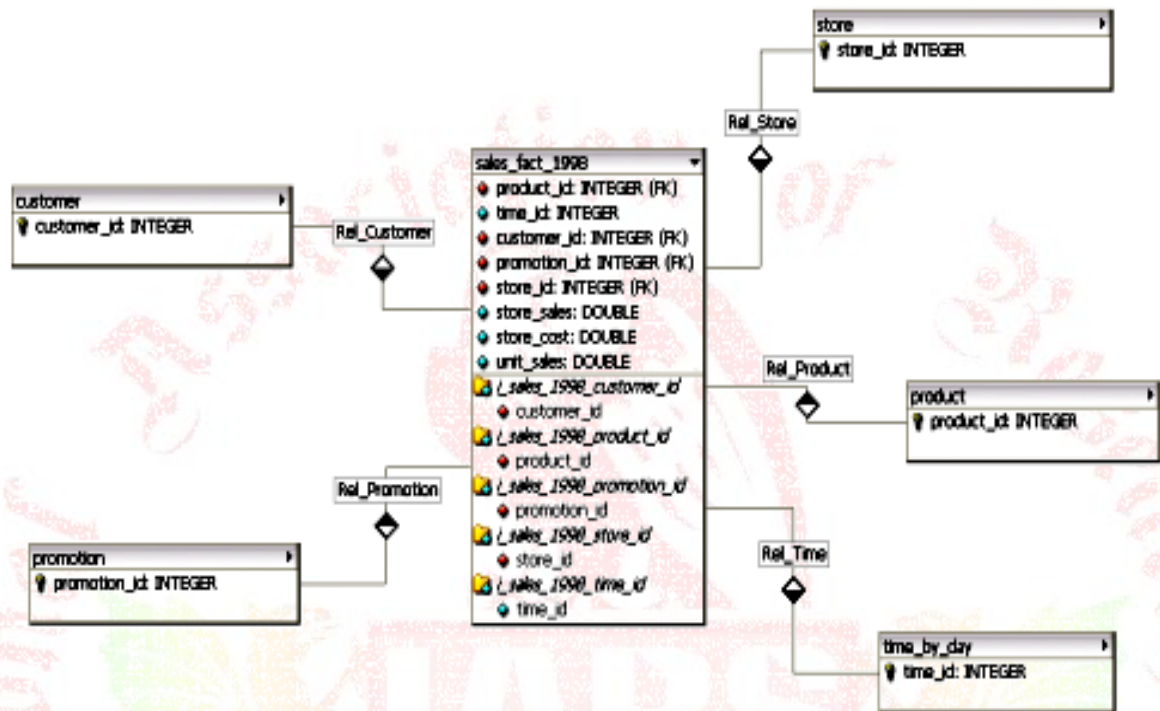 store
store_id: INTEGER
Rel_Store
sales_fact_1998
product_id: INTEGER (FK)
time_id: INTEGER
customer_id: INTEGER (FK)
promotion_id: INTEGER (FK)
store_id: INTEGER (FK)
store_sales: DOUBLE
store_cost: DOUBLE
unit_sales: DOUBLE
i_sales_1998_customer_id
customer_id
i_sales_1998_product_id
product_id
i_sales_1998_promotion_id
promotion_id
i_sales_1998_store_id
store_id
i_sales_1998_time_id
time_id
customer
customer_id: INTEGER
Rel_Customer
Rel_Product
product
product_id: INTEGER
Rel_Promotion
promotion
promotion_id: INTEGER
Rel_Time
time_by_day
time_id: INTEGER